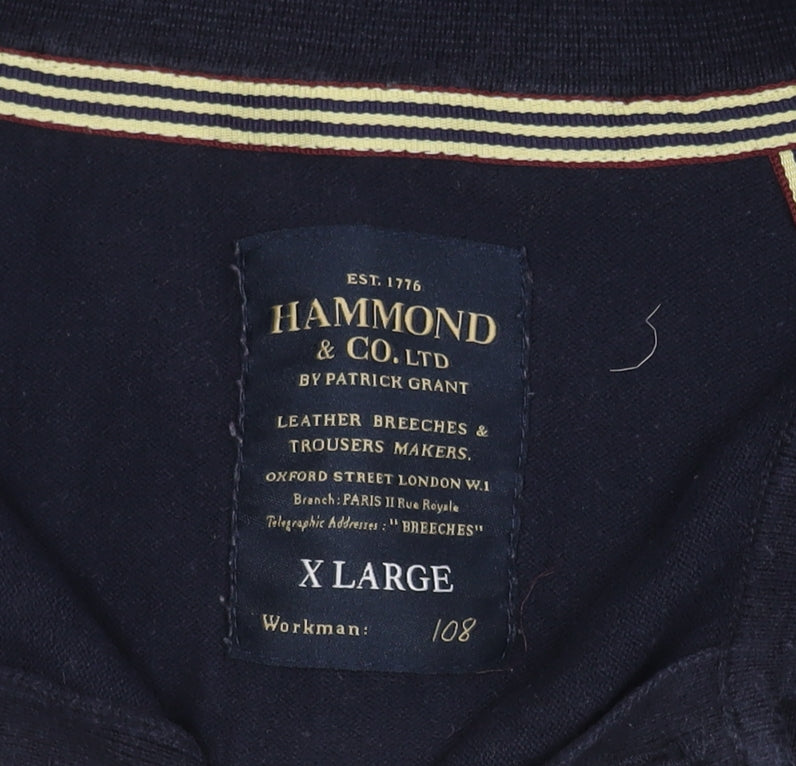 EST. 1776
HAMMOND
& CO. LTD
BY PATRICK GRANT
LEATHER BREECHES &
TROUSERS MAKERS.
OXFORD STREET LONDON W.1
Branch: PARIS 11 Rue Royale
Telegraphic Addresses: "BREECHES"
X LARGE
Workman: 108